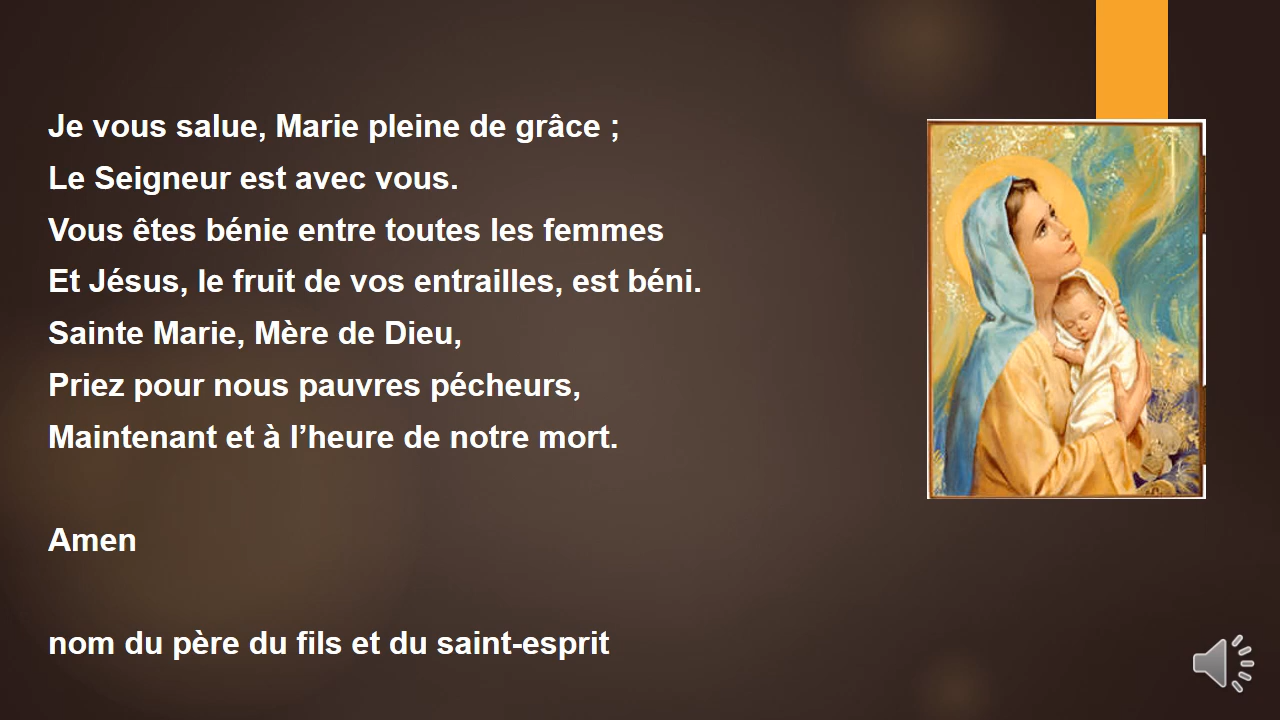 Je vous salue, Marie pleine de grâce ;
Le Seigneur est avec vous.
Vous êtes bénie entre toutes les femmes
Et Jésus, le fruit de vos entrailles, est béni.
Sainte Marie, Mère de Dieu,
Priez pour nous pauvres pécheurs,
Maintenant et à l’heure de notre mort.
Amen
nom du père du fils et du saint-esprit